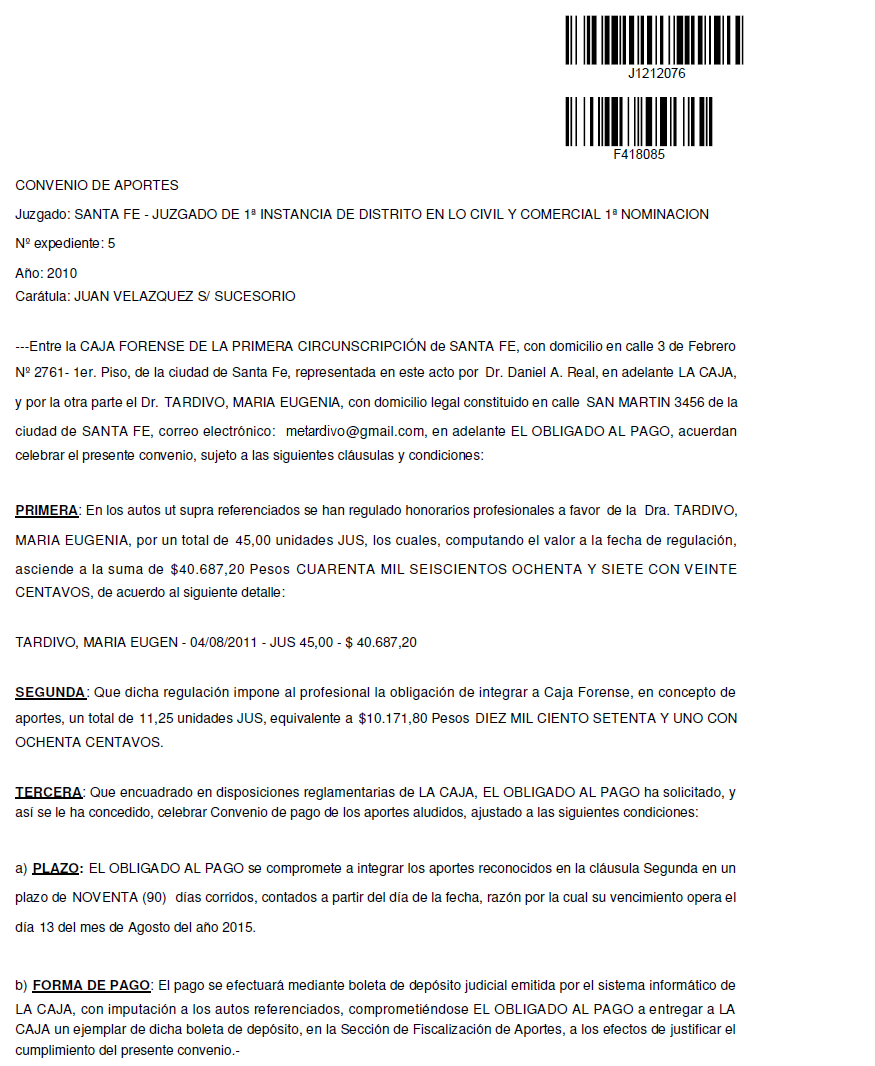 J1212076
F418085
CONVENIO DE APORTES
Juzgado: SANTA FE - JUZGADO DE 1ª INSTANCIA DE DISTRITO EN LO CIVIL Y COMERCIAL 1ª NOMINACION
Nº expediente: 5
Año: 2010
Carátula: JUAN VELAZQUEZ S/ SUCESORIO
---Entre la CAJA FORENSE DE LA PRIMERA CIRCUNSCRIPCIÓN de SANTA FE, con domicilio en calle 3 de Febrero
Nº 2761- 1er. Piso, de la ciudad de Santa Fe, representada en este acto por Dr. Daniel A. Real, en adelante LA CAJA,
y por la otra parte el Dr. TARDIVO, MARIA EUGENIA, con domicilio legal constituido en calle SAN MARTIN 3456 de la
ciudad de SANTA FE, correo electrónico: metardivo@gmail.com, en adelante EL OBLIGADO AL PAGO, acuerdan
celebrar el presente convenio, sujeto a las siguientes cláusulas y condiciones:
PRIMERA: En los autos ut supra referenciados se han regulado honorarios profesionales a favor de la Dra. TARDIVO,
MARIA EUGENIA, por un total de 45,00 unidades JUS, los cuales, computando el valor a la fecha de regulación,
asciende a la suma de $40.687,20 Pesos CUARENTA MIL SEISCIENTOS OCHENTA Y SIETE CON VEINTE
CENTAVOS, de acuerdo al siguiente detalle:
TARDIVO, MARIA EUGEN - 04/08/2011 - JUS 45,00 - $ 40.687,20
SEGUNDA: Que dicha regulación impone al profesional la obligación de integrar a Caja Forense, en concepto de
aportes, un total de 11,25 unidades JUS, equivalente a $10.171,80 Pesos DIEZ MIL CIENTO SETENTA Y UNO CON
OCHENTA CENTAVOS.
TERCERA: Que encuadrado en disposiciones reglamentarias de LA CAJA, EL OBLIGADO AL PAGO ha solicitado, y
así se le ha concedido, celebrar Convenio de pago de los aportes aludidos, ajustado a las siguientes condiciones:
a) PLAZO: EL OBLIGADO AL PAGO se compromete a integrar los aportes reconocidos en la cláusula Segunda en un
plazo de NOVENTA (90) días corridos, contados a partir del día de la fecha, razón por la cual su vencimiento opera el
día 13 del mes de Agosto del año 2015.
b) FORMA DE PAGO: El pago se efectuará mediante boleta de depósito judicial emitida por el sistema informático de
LA CAJA, con imputación a los autos referenciados, comprometiéndose EL OBLIGADO AL PAGO a entregar a LA
CAJA un ejemplar de dicha boleta de depósito, en la Sección de Fiscalización de Aportes, a los efectos de justificar el
cumplimiento del presente convenio.-